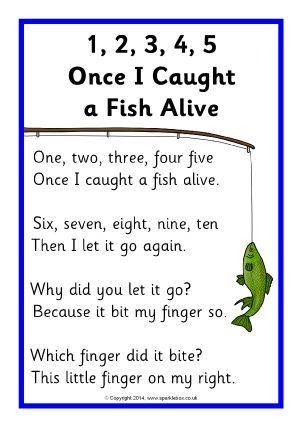 1, 2, 3, 4, 5
Once I Caught
a Fish Alive
One, two, three, four five
Once I caught a fish alive.
Six, seven, eight, nine, ten
Then I let it go again.
Why did you let it go?
Because it bit my finger so.
Which finger did it bite?
This little finger on my right.
© Copyright 2014, www.sparklebox.co.uk